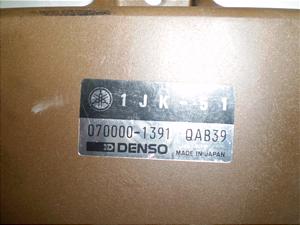 1JK-51
070000-1391 QAB39
DENSO MADE IN JAPAN